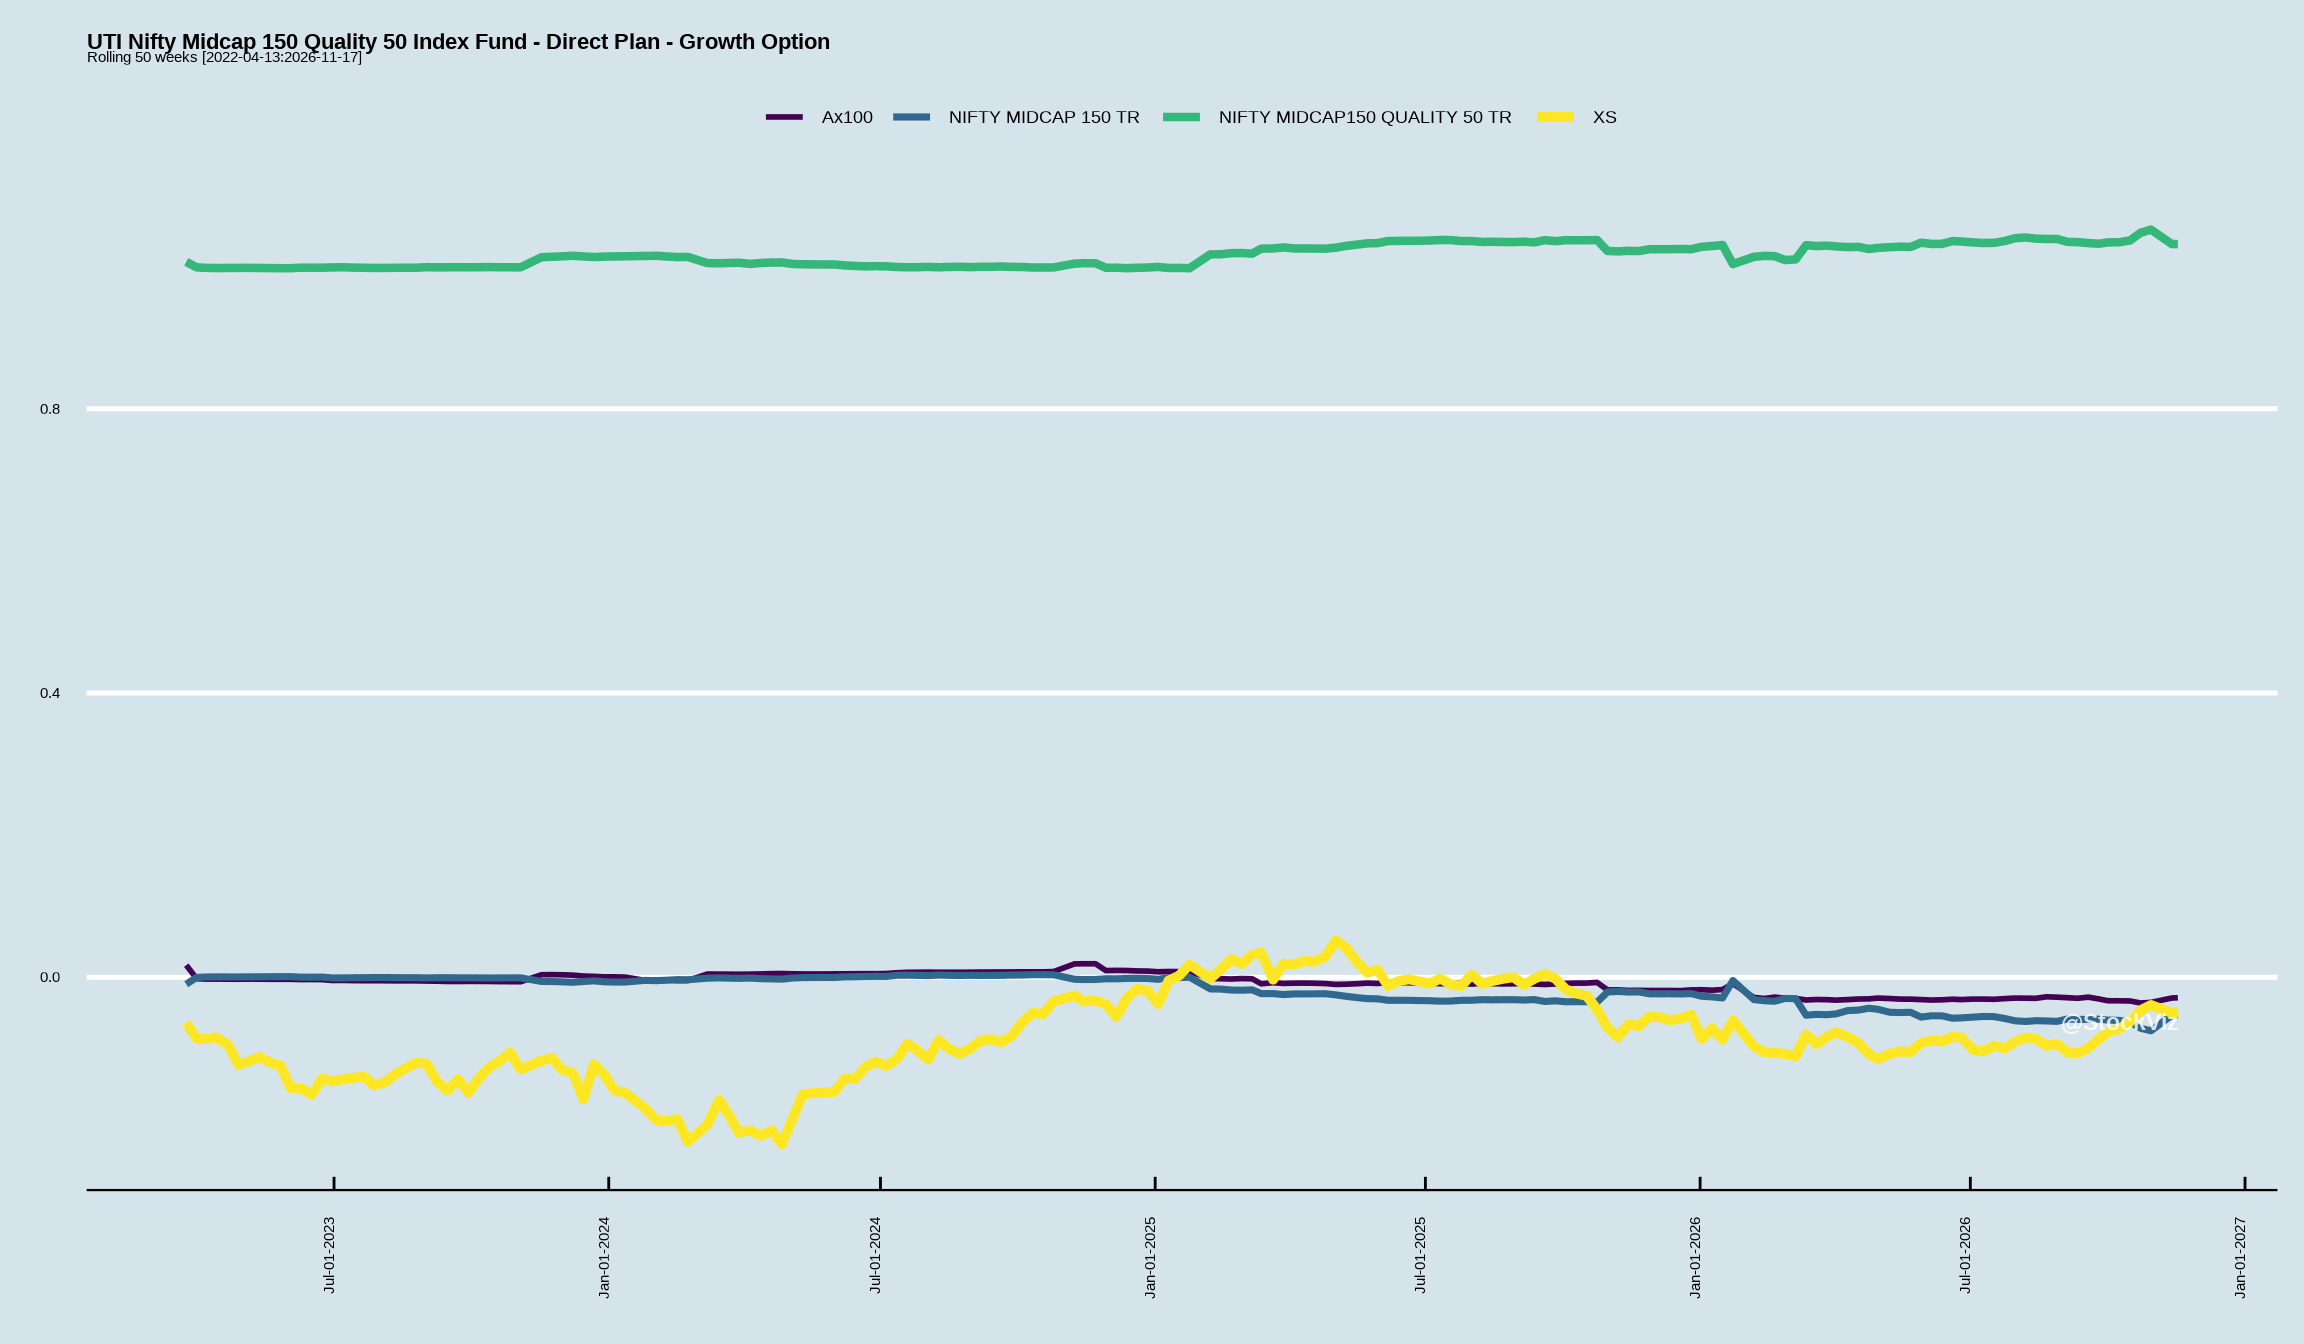 UTI Nifty Midcap 150 Quality 50 Index Fund - Direct Plan - Growth Option
Rolling 50 weeks [2022-04-13:2026-11-17]
Ax100 NIFTY MIDCAP 150 TR NIFTY MIDCAP150 QUALITY 50 TR XS
0.8
0.4
0.0
@StockViz
Jul-01-2023
Jan-01-2024
Jul-01-2024
Jan-01-2025
Jul-01-2025
Jan-01-2026
Jul-01-2026
Jan-01-2027